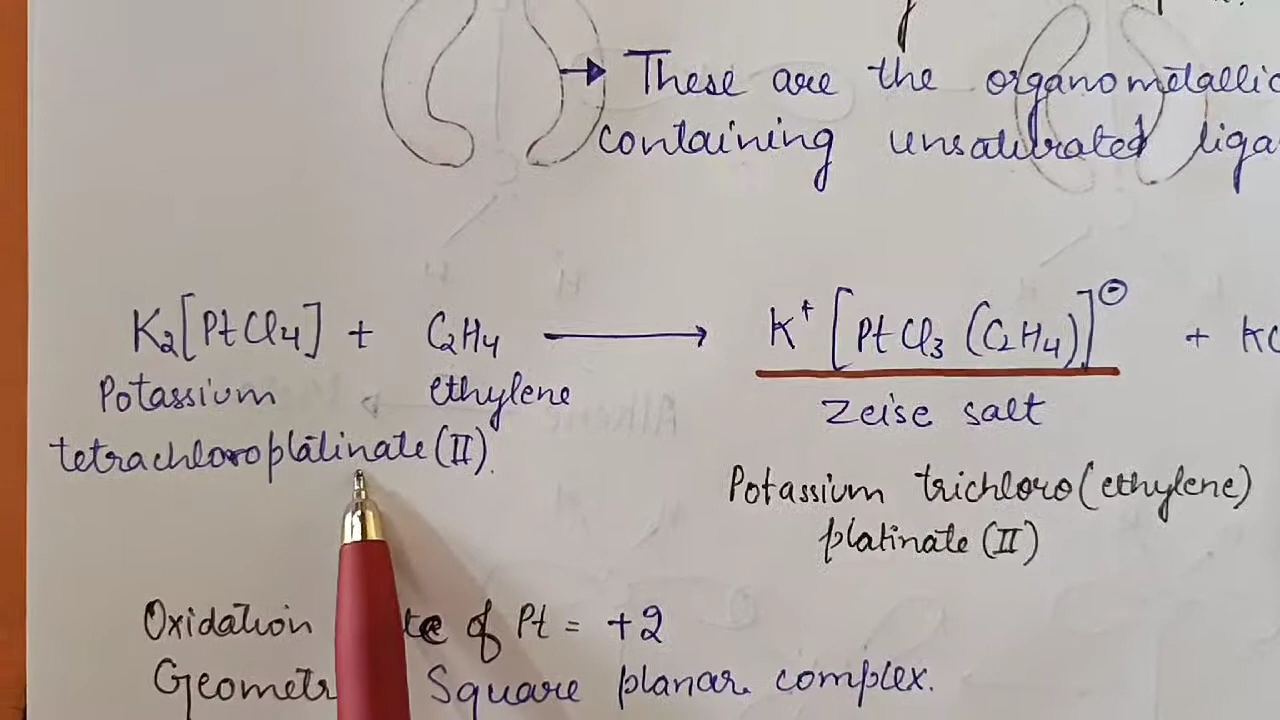 These are the organometallic
containing unsaturated liga
K₂[PtCl₄] + C₂H₄ ⟶ K⁺ [PtCl₃ (C₂H₄)]⊖ + KC
Potassium ethylene Zeise salt
tetrachloroplatinate (II).
Potassium trichloro (ethylene)
platinate (II)
Oxidation te of Pt = +2
Geometr Square planar complex.